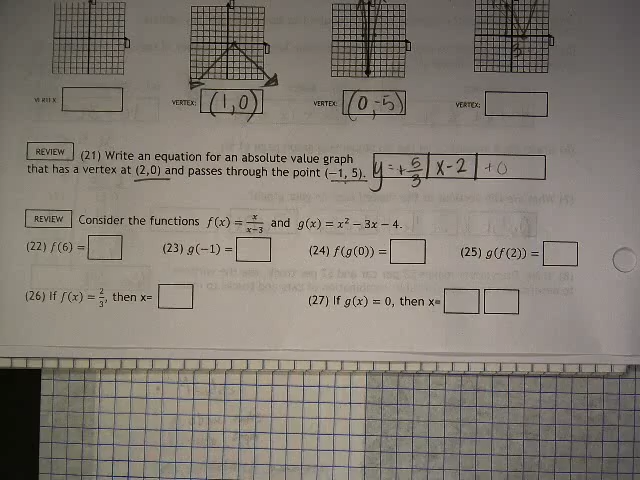 3
VERTEX: (1,0) VERTEX: (0,-5) VERTEX:
REVIEW (21) Write an equation for an absolute value graph
that has a vertex at (2,0) and passes through the point (−1, 5). y = + 5/3 |x-2| +0
REVIEW Consider the functions f(x) = x/(x−3) and g(x) = x² − 3x − 4.
(22) f(6) = (23) g(−1) = (24) f(g(0)) = (25) g(f(2)) =
(26) If f(x) = 2/3, then x= (27) If g(x) = 0, then x=